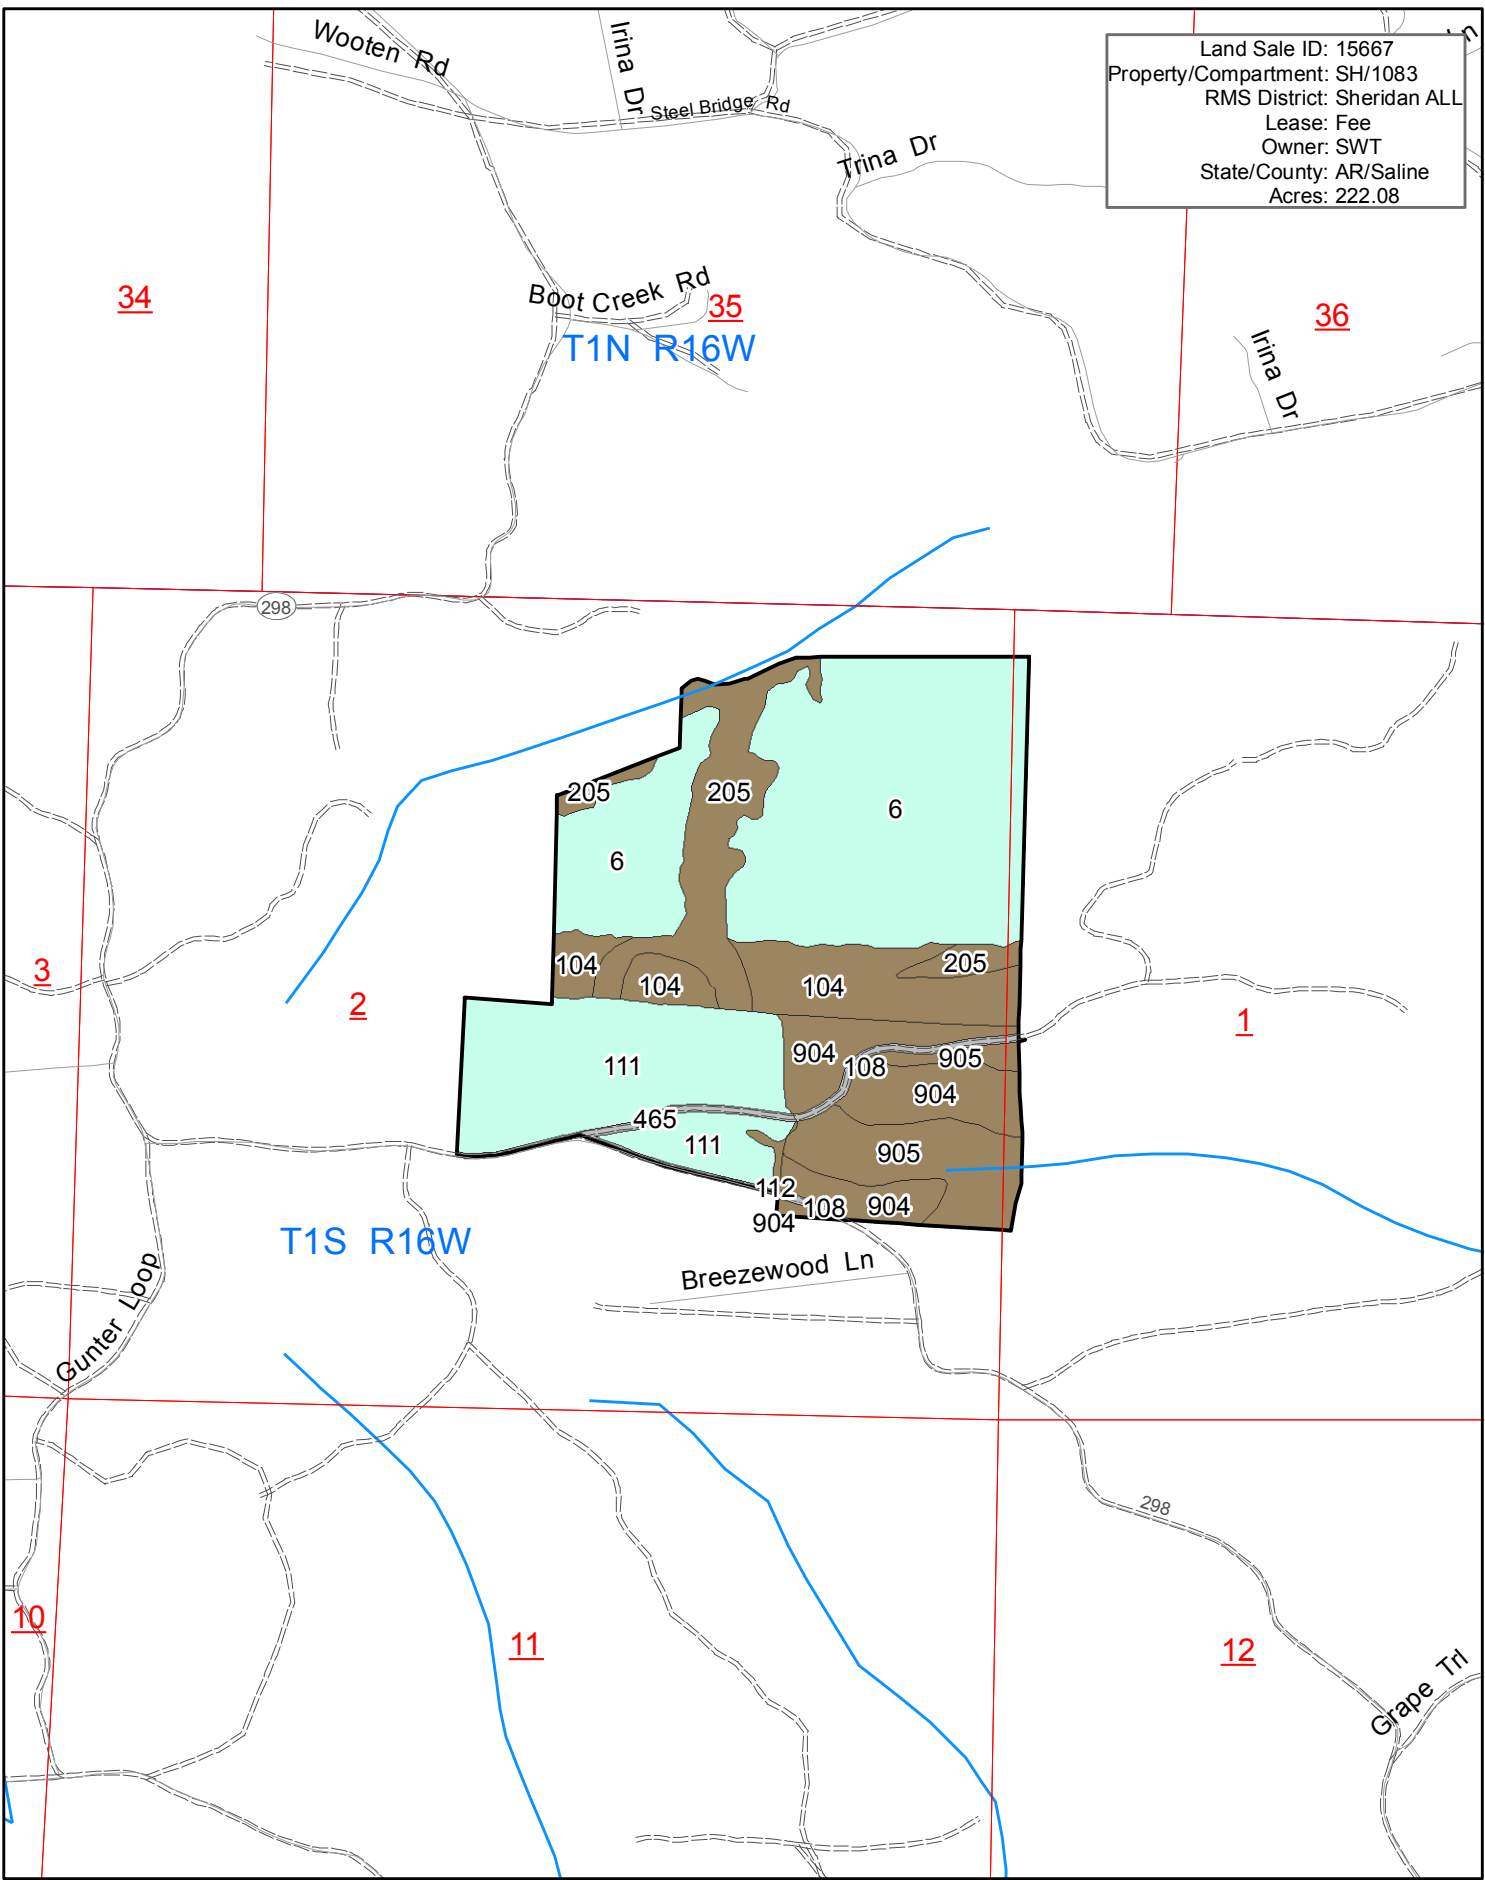 Wooten Rd
Irina Dr
Steel Bridge Rd
Trina Dr
Ln
Land Sale ID: 15667
Property/Compartment: SH/1083
RMS District: Sheridan ALL
Lease: Fee
Owner: SWT
State/County: AR/Saline
Acres: 222.08
34
Boot Creek Rd
35
36
T1N R16W
Irina Dr
298
205
205
6
6
104
104
104
205
3
2
1
111
904
108
905
904
465
111
905
112
108
904
904
T1S R16W
Breezewood Ln
Gunter Loop
298
10
11
12
Grape Trl